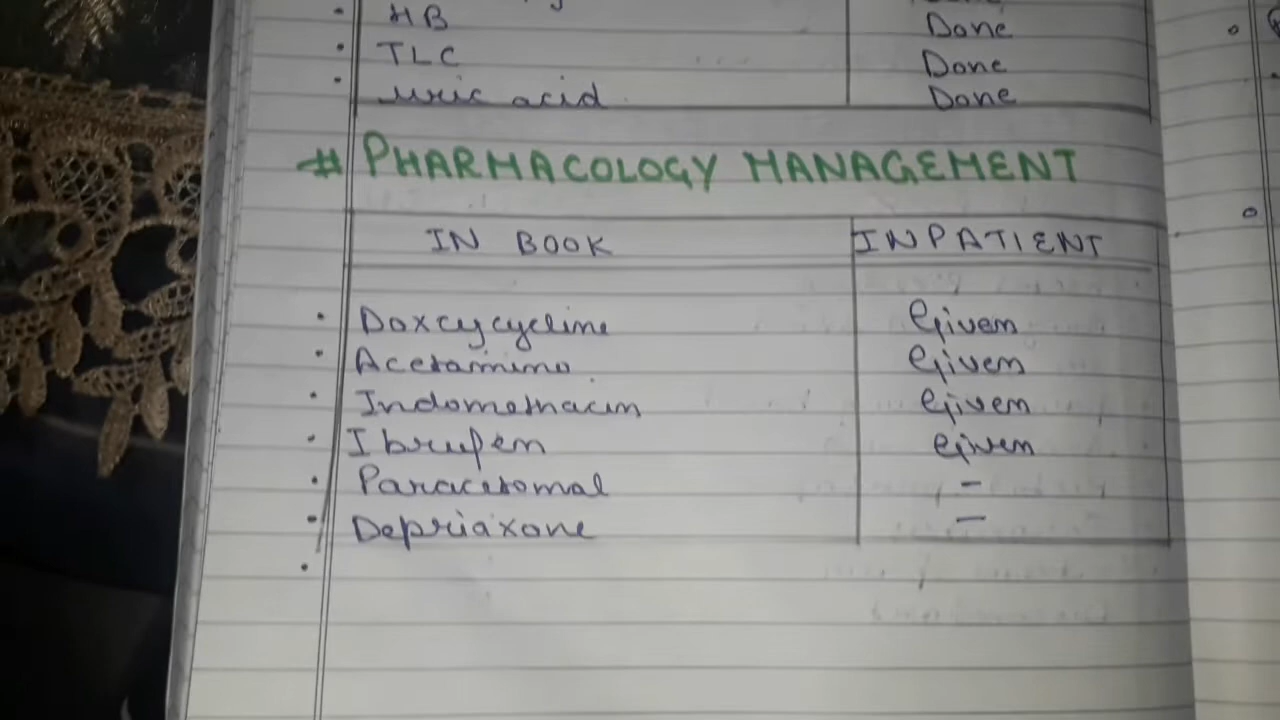 HB Done
TLC Done
uric acid Done
# PHARMACOLOGY MANAGEMENT
IN BOOK INPATIENT
Doxcycycline Given
Acetamino Given
Indomethacin Given
Ibrufen Given
Paracetomal -
Depriaxone -